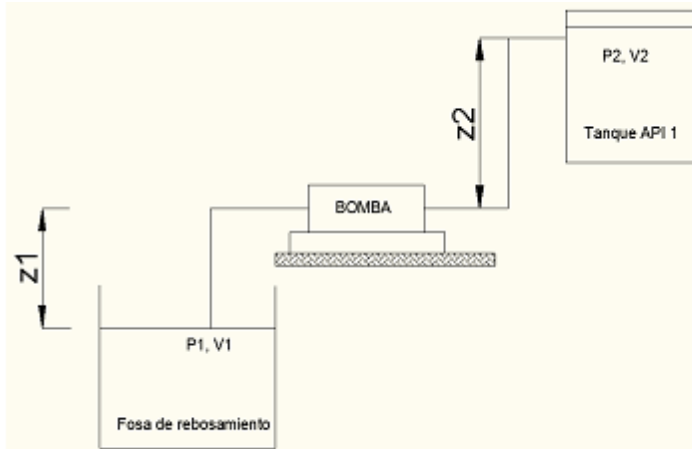 P2, V2
z2
Tanque API 1
BOMBA
z1
P1, V1
Fosa de rebosamiento